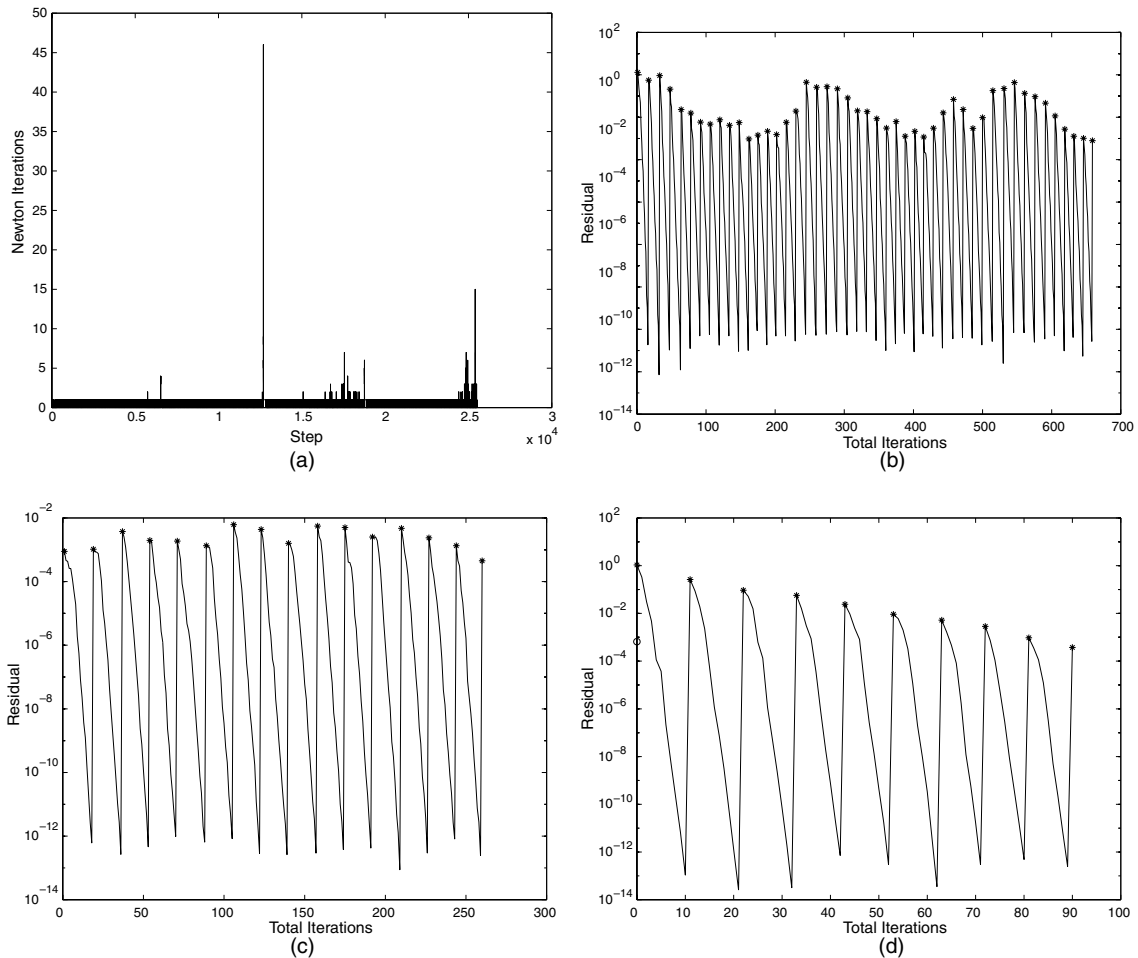 50
45
40
35
30
25
20
15
10
5
0
Newton Iterations
0 0.5 1 1.5 2 2.5 3
Step
x 10^4
(a)
10^2
10^0
10^−2
10^−4
10^−6
10^−8
10^−10
10^−12
10^−14
Residual
0 100 200 300 400 500 600 700
Total Iterations
(b)
10^−2
10^−4
10^−6
10^−8
10^−10
10^−12
10^−14
Residual
0 50 100 150 200 250 300
Total Iterations
(c)
10^2
10^0
10^−2
10^−4
10^−6
10^−8
10^−10
10^−12
10^−14
Residual
0 10 20 30 40 50 60 70 80 90 100
Total Iterations
(d)